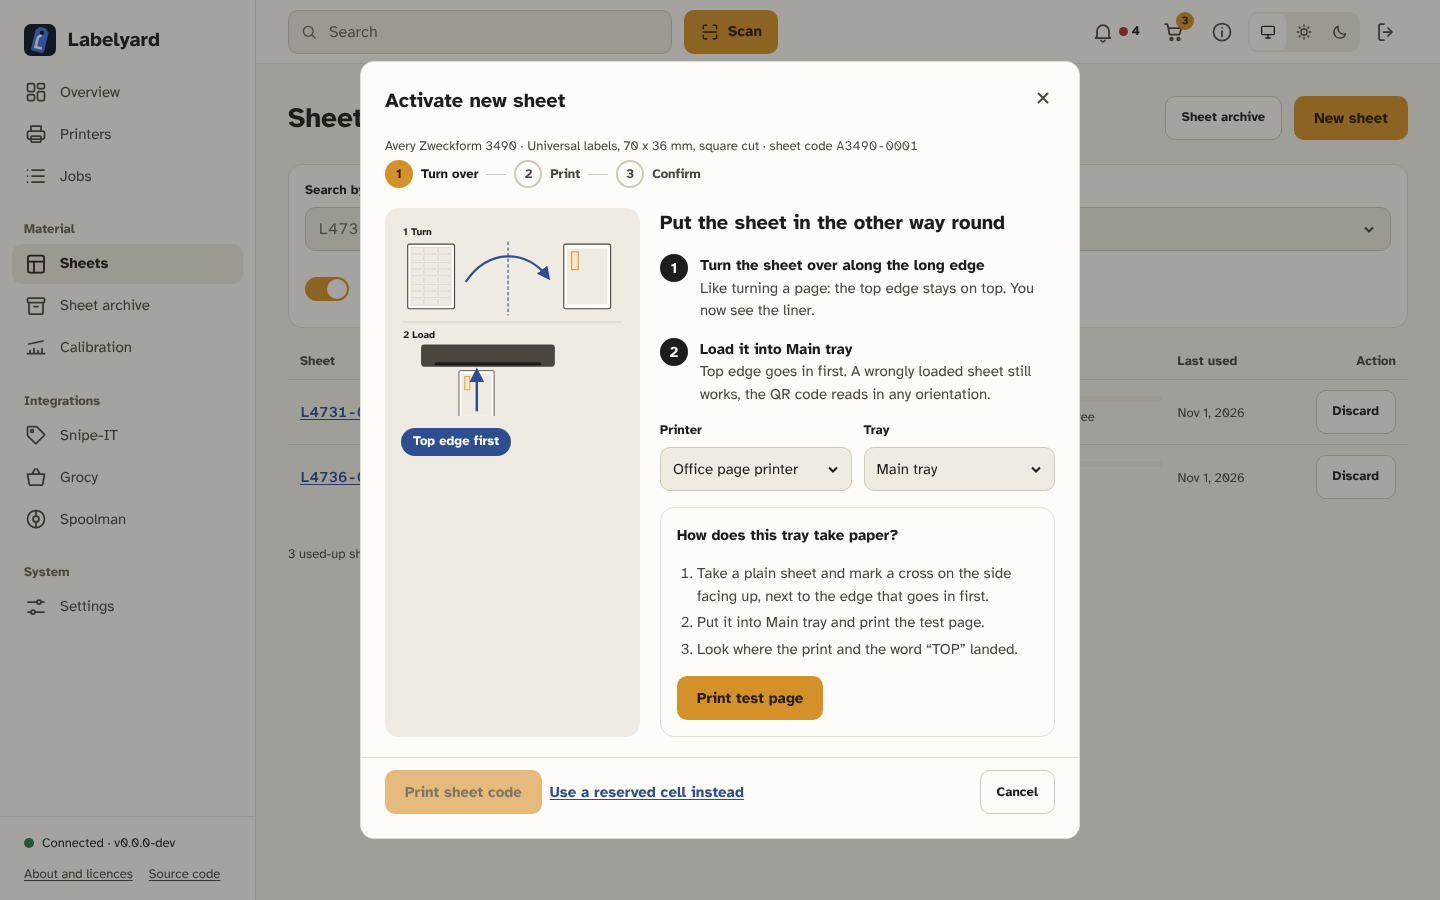 Labelyard
Search
Scan
4
3
Overview
Printers
Jobs
Material
Sheets
Sheet archive
Calibration
Integrations
Snipe-IT
Grocy
Spoolman
System
Settings
Connected · v0.0.0-dev
About and licences
Source code
Sheet archive
New sheet
Search by
L473
Sheet
Last used
Action
L4731-
Nov 1, 2026
Discard
L4736-
Nov 1, 2026
Discard
3 used-up
Activate new sheet
Avery Zweckform 3490 · Universal labels, 70 x 36 mm, square cut · sheet code A3490-0001
1 Turn over
2 Print
3 Confirm
1 Turn
2 Load
Top edge first
Put the sheet in the other way round
1 Turn the sheet over along the long edge
Like turning a page: the top edge stays on top. You
now see the liner.
2 Load it into Main tray
Top edge goes in first. A wrongly loaded sheet still
works, the QR code reads in any orientation.
Printer
Tray
Office page printer
Main tray
How does this tray take paper?
1. Take a plain sheet and mark a cross on the side
facing up, next to the edge that goes in first.
2. Put it into Main tray and print the test page.
3. Look where the print and the word “TOP” landed.
Print test page
Print sheet code
Use a reserved cell instead
Cancel